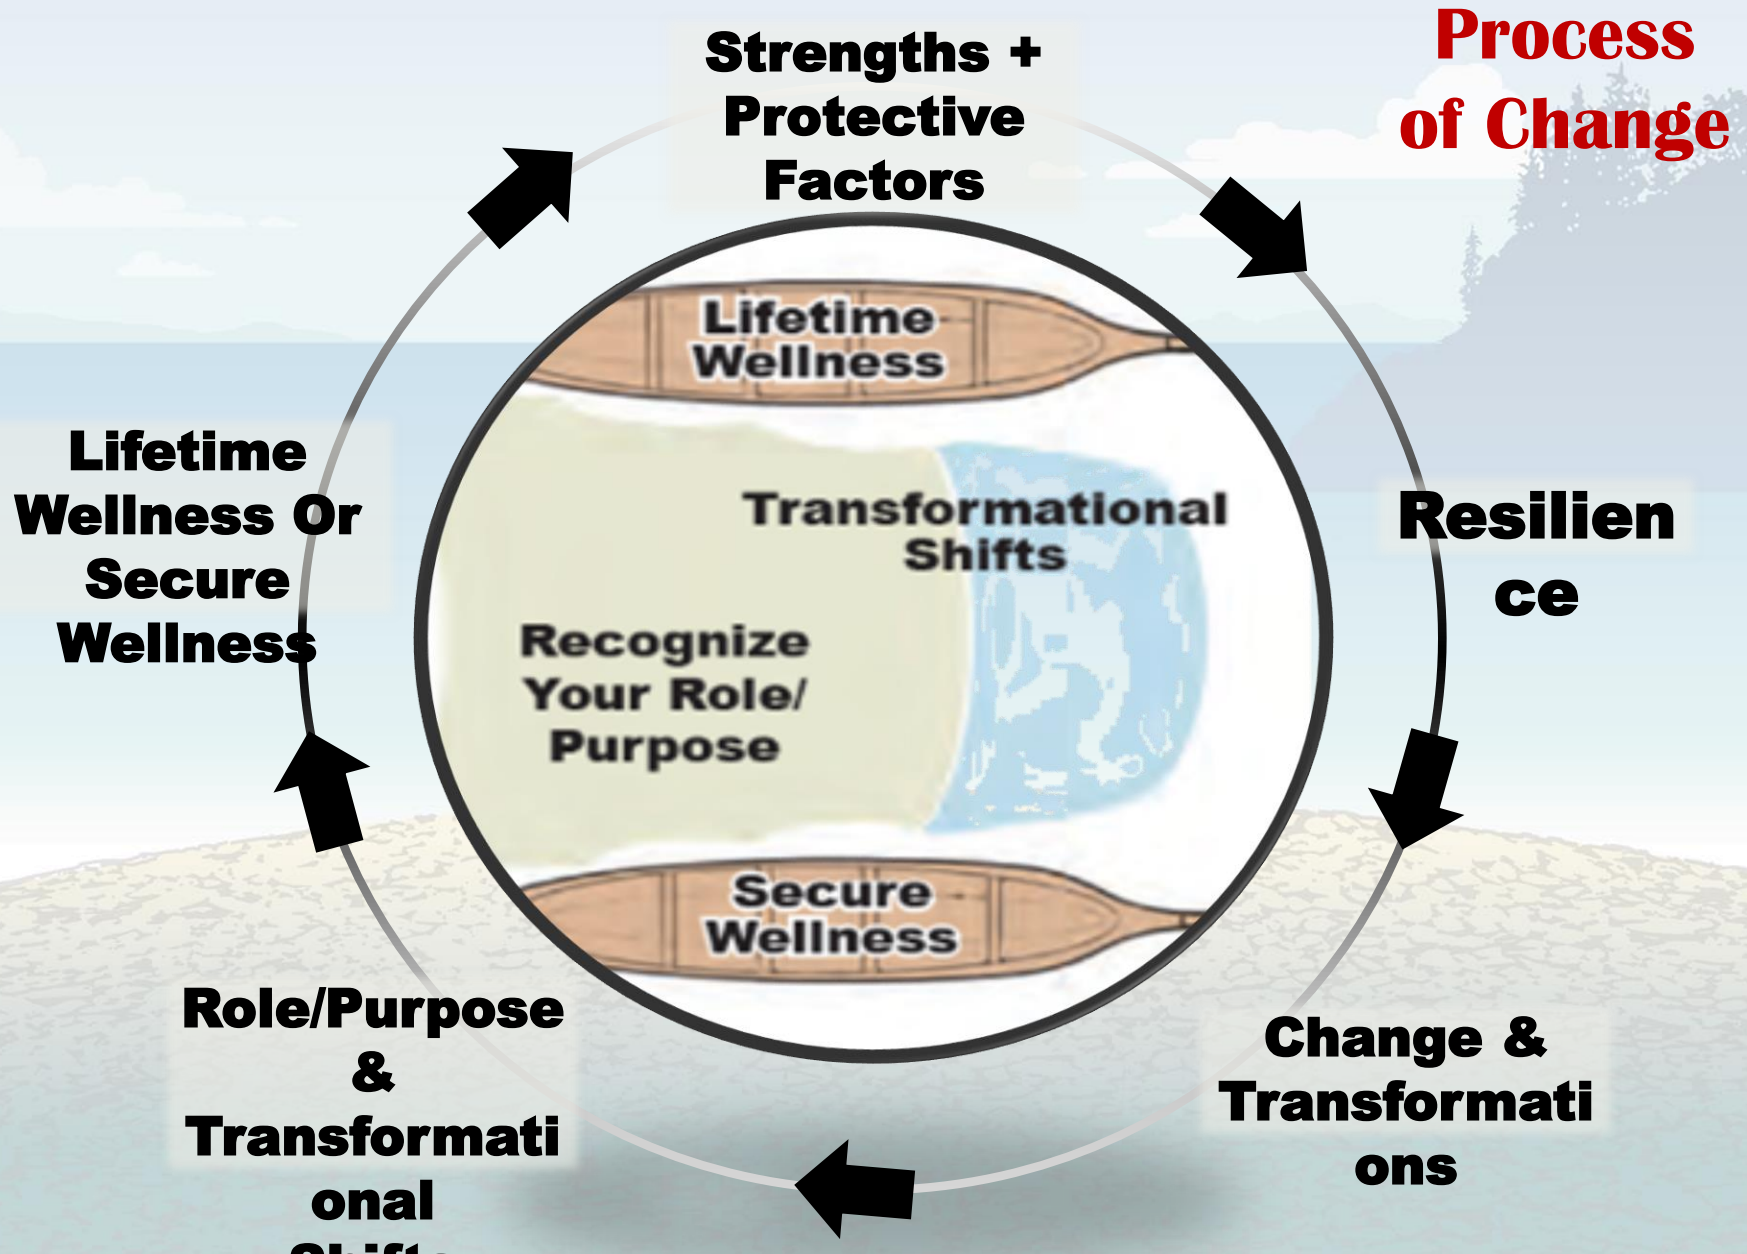 Process
of Change
Strengths +
Protective
Factors
Resilien
ce
Change &
Transformati
ons
Role/Purpose
&
Transformati
onal
Shifts
Lifetime
Wellness Or
Secure
Wellness
Lifetime
Wellness
Transformational
Shifts
Recognize
Your Role/
Purpose
Secure
Wellness